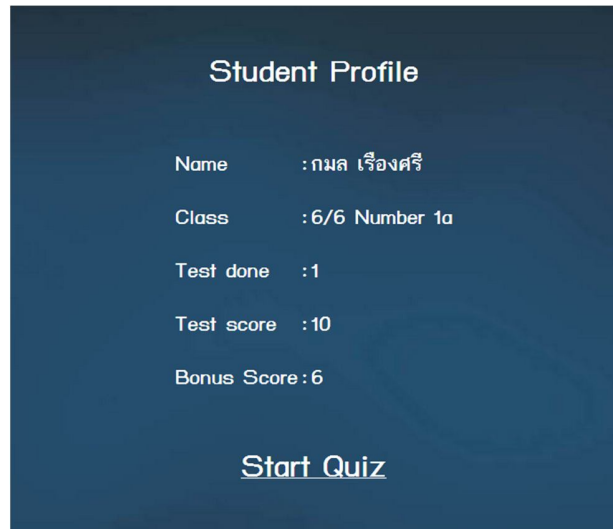 Student Profile
Name :กมล เรืองศรี
Class :6/6 Number 1a
Test done :1
Test score :10
Bonus Score:6
Start Quiz